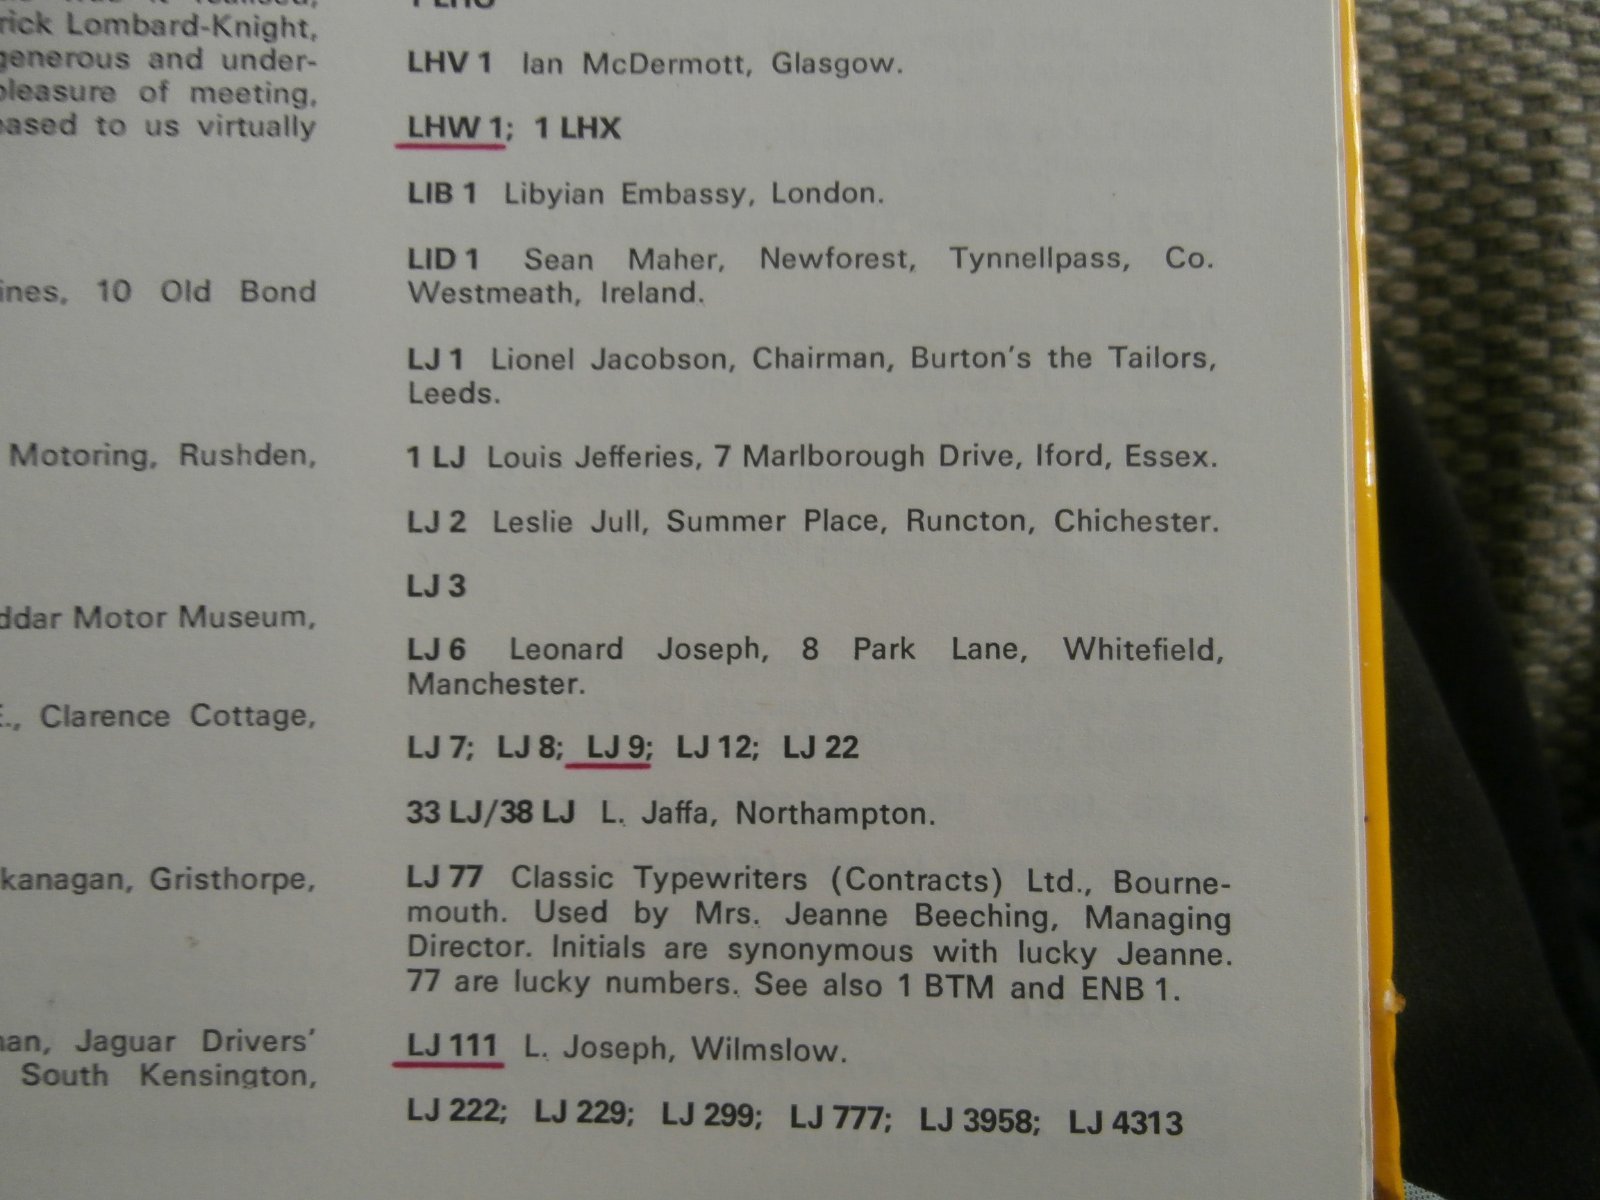 rick Lombard-Knight,
generous and under-
pleasure of meeting,
to us virtually
10 Old Bond
Motoring, Rushden,
Motor Museum,
Clarence Cottage,
Gristhorpe,
Jaguar Drivers'
South Kensington,
1 LHU
LHV 1 Ian McDermott, Glasgow.
LHW 1; 1 LHX
LIB 1 Libyian Embassy, London.
LID 1 Sean Maher, Newforest, Tynnellpass, Co.
Westmeath, Ireland.
LJ 1 Lionel Jacobson, Chairman, Burton's the Tailors,
Leeds.
1 LJ Louis Jefferies, 7 Marlborough Drive, Iford, Essex.
LJ 2 Leslie Jull, Summer Place, Runcton, Chichester.
LJ 3
LJ 6 Leonard Joseph, 8 Park Lane, Whitefield,
Manchester.
LJ 7; LJ 8; LJ 9; LJ 12; LJ 22
33 LJ/38 LJ L. Jaffa, Northampton.
LJ 77 Classic Typewriters (Contracts) Ltd., Bourne-
mouth. Used by Mrs. Jeanne Beeching, Managing
Director. Initials are synonymous with lucky Jeanne.
77 are lucky numbers. See also 1 BTM and ENB 1.
LJ 111 L. Joseph, Wilmslow.
LJ 222; LJ 229; LJ 299; LJ 777; LJ 3958; LJ 4313